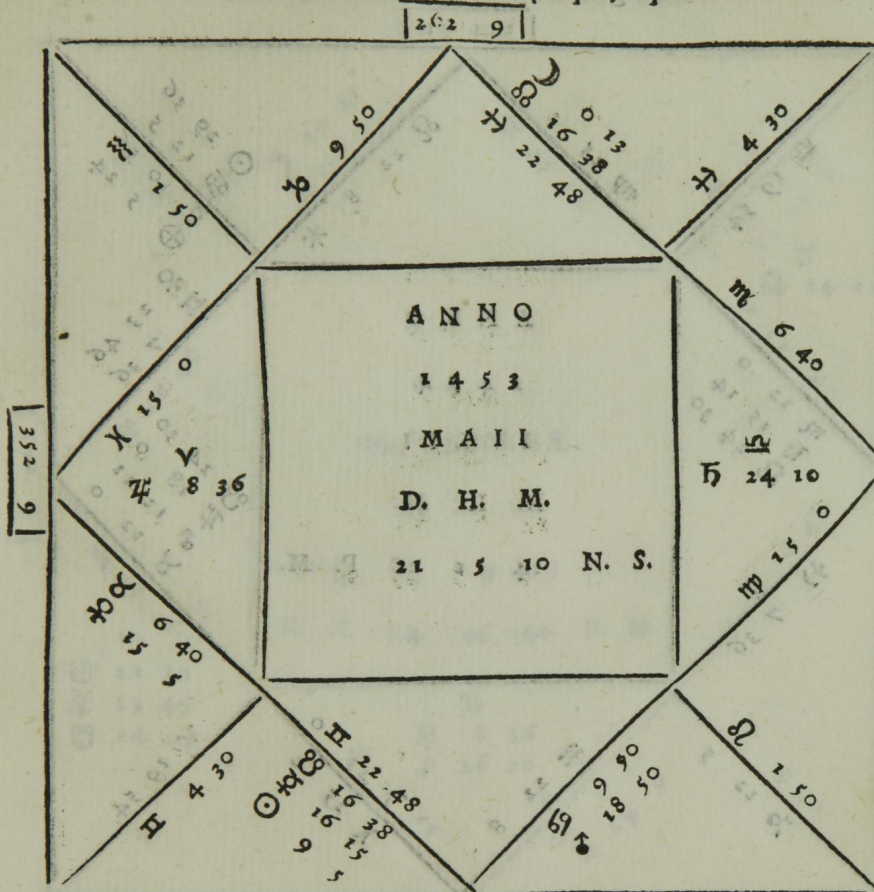 262 9
☽ 0 13
☊ 16 38
♐ 22 48
♐ 4 30
♑ 9 50
♒ 1 50
♏ 6 40
ANNO
1453
MAII
D. H. M.
21 15 10 N. S.
♓ 15 0
♈
♃ 8 36
♎
♄ 24 10
♍ 15 0
352 9
♉ 6 40
♀ 15 5
♊ 4 30
♊ 22 48
☋ 16 38
☿ 16 15
☉ 9 5
♋ 9 50
♂ 18 50
♌ 1 50